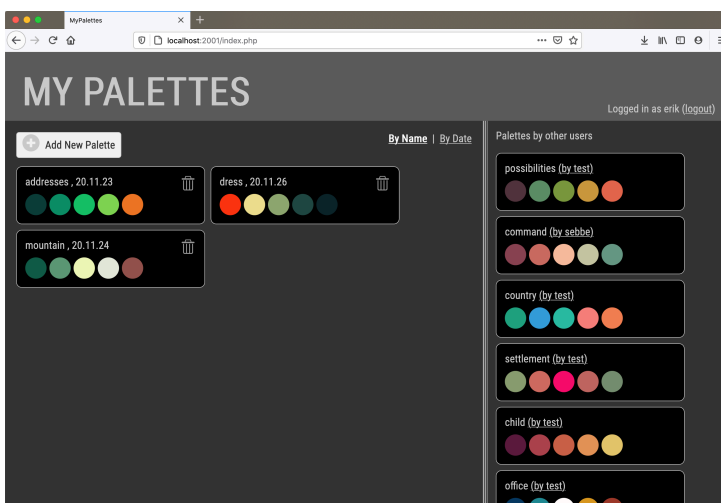 MyPalettes
localhost:2001/index.php
MY PALETTES
Logged in as erik (logout)
Add New Palette
By Name | By Date
addresses , 20.11.23
dress , 20.11.26
mountain , 20.11.24
Palettes by other users
possibilities (by test)
command (by sebbe)
country (by test)
settlement (by test)
child (by test)
office (by test)